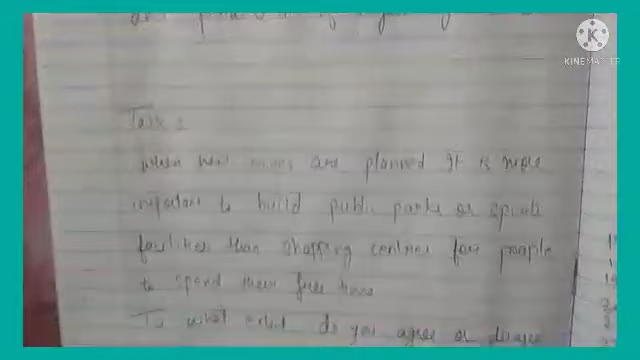 KINEMASTER
Task 2
When new are planned It is more
important to build public parks or sports
facilities than shopping centres for people
to spend their free time
To what extent do you agree or disagree